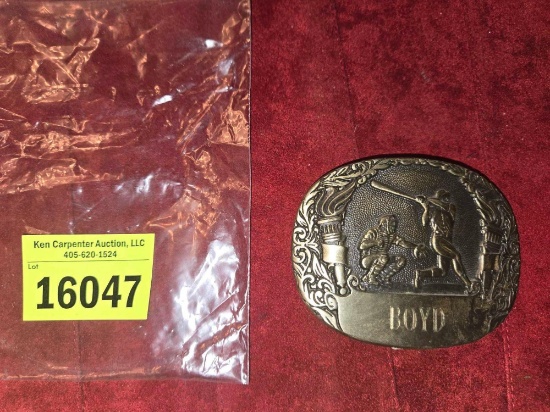 Ken Carpenter Auction, LLC
405-620-1524
Lot
16047
BOYD